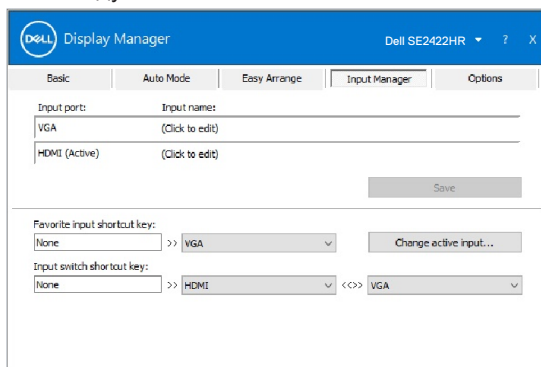 DELL Display Manager Dell SE2422HR ? X
Basic Auto Mode Easy Arrange Input Manager Options
Input port: Input name:
VGA (Click to edit)
HDMI (Active) (Click to edit)
Save
Favorite input shortcut key:
None >> VGA Change active input...
Input switch shortcut key:
None >> HDMI <<>> VGA